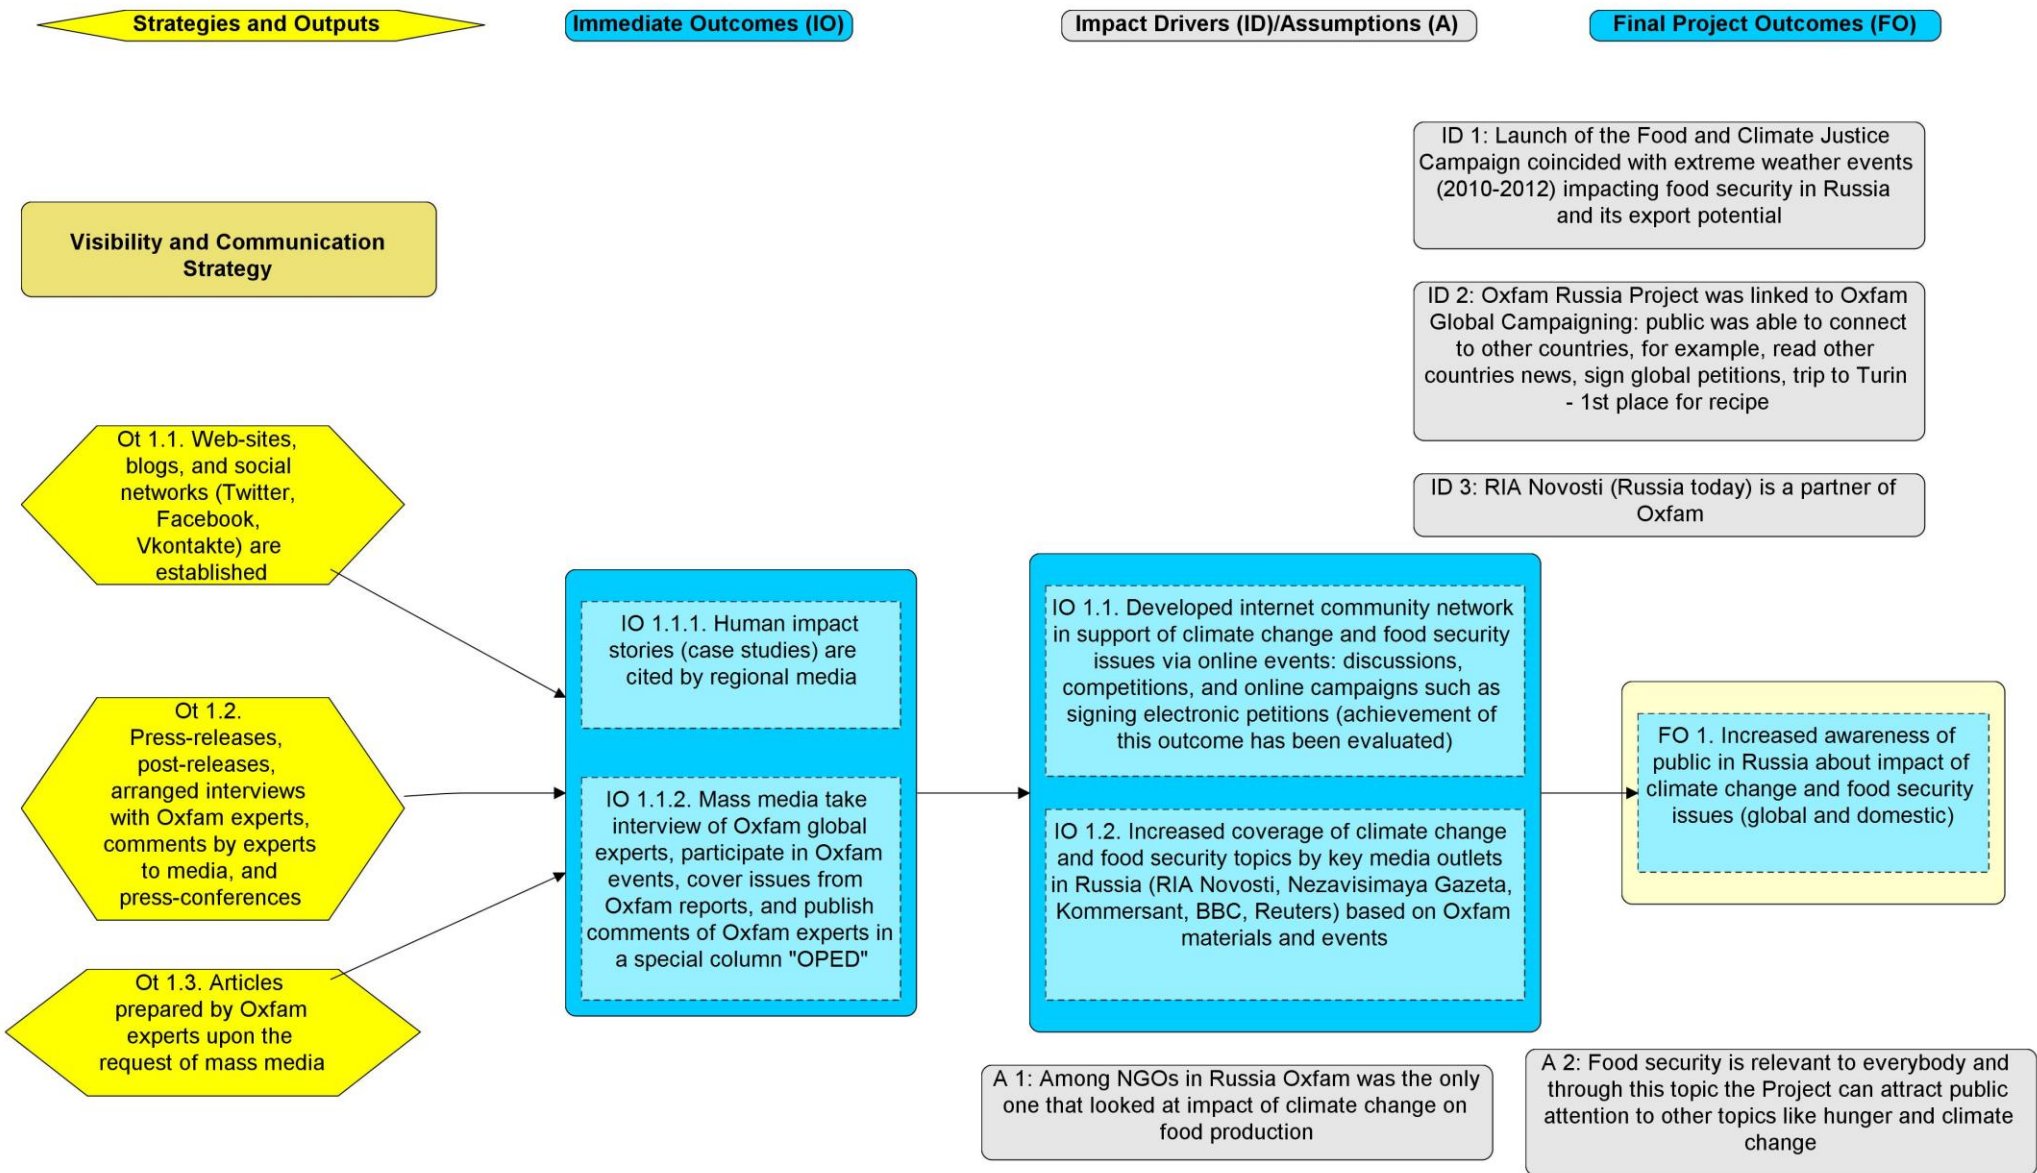 Strategies and Outputs
Immediate Outcomes (IO)
Impact Drivers (ID)/Assumptions (A)
Final Project Outcomes (FO)
ID 1: Launch of the Food and Climate Justice
Campaign coincided with extreme weather events
(2010-2012) impacting food security in Russia
and its export potential
Visibility and Communication
Strategy
ID 2: Oxfam Russia Project was linked to Oxfam
Global Campaigning: public was able to connect
to other countries, for example, read other
countries news, sign global petitions, trip to Turin
- 1st place for recipe
ID 3: RIA Novosti (Russia today) is a partner of
Oxfam
Ot 1.1. Web-sites,
blogs, and social
networks (Twitter,
Facebook,
Vkontakte) are
established
Ot 1.2.
Press-releases,
post-releases,
arranged interviews
with Oxfam experts,
comments by experts
to media, and
press-conferences
Ot 1.3. Articles
prepared by Oxfam
experts upon the
request of mass media
IO 1.1.1. Human impact
stories (case studies) are
cited by regional media
IO 1.1.2. Mass media take
interview of Oxfam global
experts, participate in Oxfam
events, cover issues from
Oxfam reports, and publish
comments of Oxfam experts in
a special column "OPED"
IO 1.1. Developed internet community network
in support of climate change and food security
issues via online events: discussions,
competitions, and online campaigns such as
signing electronic petitions (achievement of
this outcome has been evaluated)
IO 1.2. Increased coverage of climate change
and food security topics by key media outlets
in Russia (RIA Novosti, Nezavisimaya Gazeta,
Kommersant, BBC, Reuters) based on Oxfam
materials and events
FO 1. Increased awareness of
public in Russia about impact of
climate change and food security
issues (global and domestic)
A 1: Among NGOs in Russia Oxfam was the only
one that looked at impact of climate change on
food production
A 2: Food security is relevant to everybody and
through this topic the Project can attract public
attention to other topics like hunger and climate
change